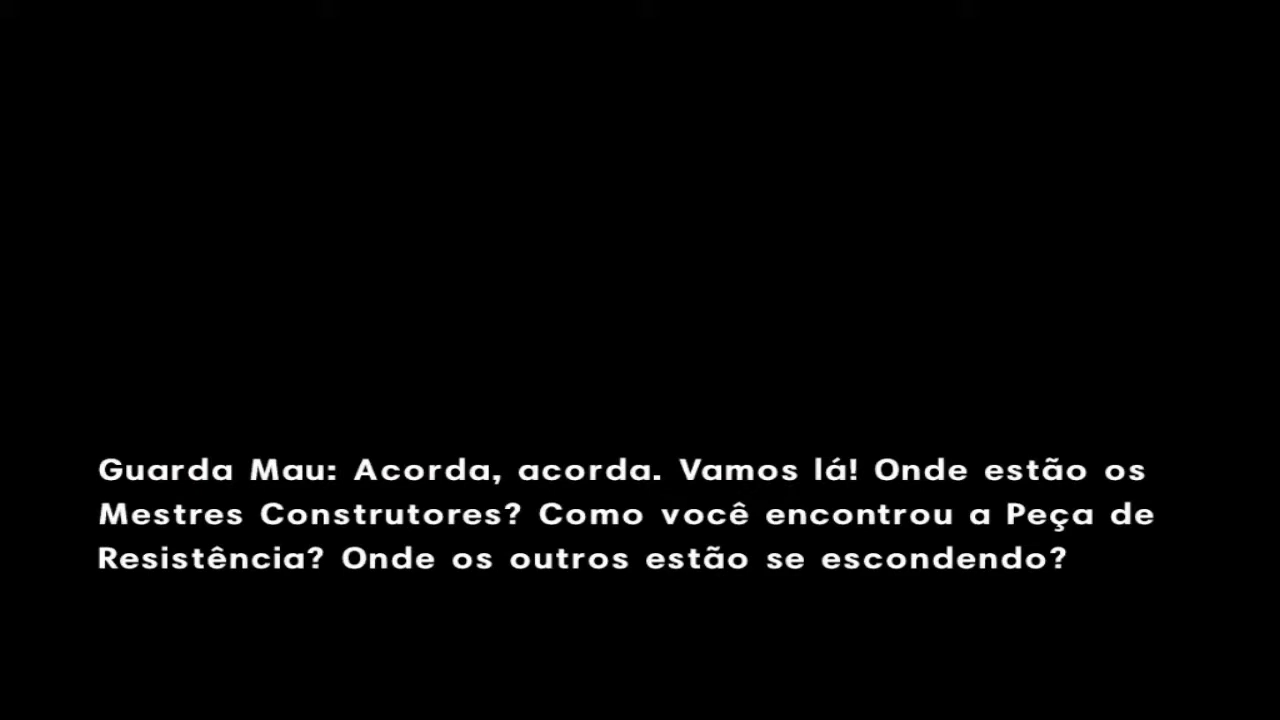 Guarda Mau: Acorda, acorda. Vamos lá! Onde estão os
Mestres Construtores? Como você encontrou a Peça de
Resistência? Onde os outros estão se escondendo?